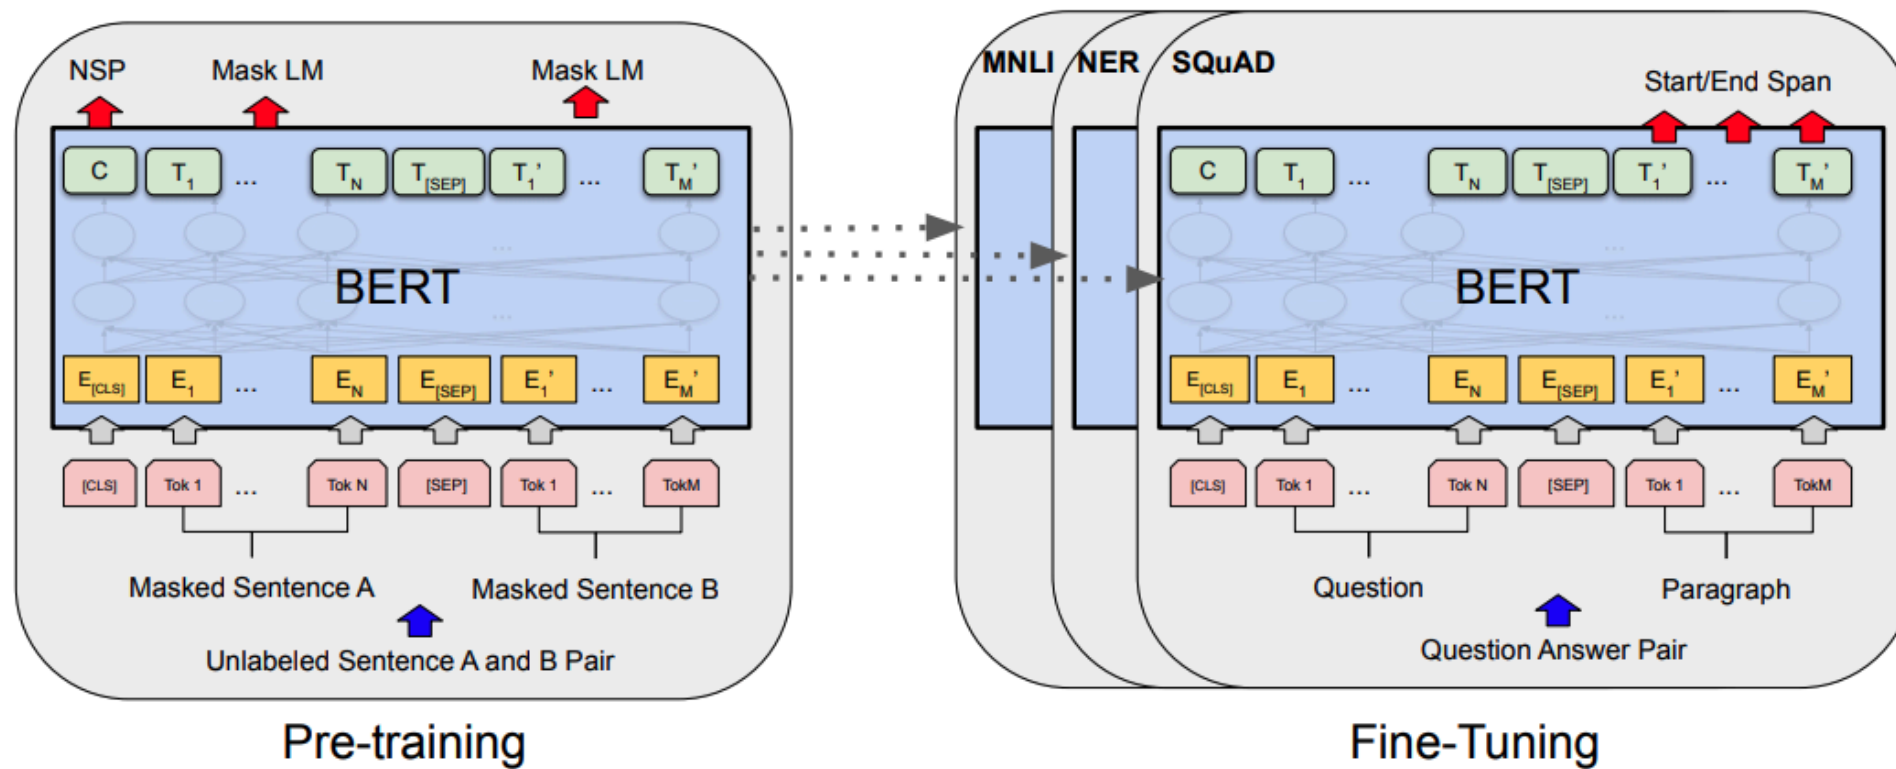 NSP Mask LM Mask LM
C T1 ... TN T[SEP] T1' ... TM'
...
BERT
...
E[CLS] E1 ... EN E[SEP] E1' ... EM'
[CLS] Tok 1 ... Tok N [SEP] Tok 1 ... TokM
Masked Sentence A Masked Sentence B
Unlabeled Sentence A and B Pair
Pre-training
MNLI NER SQuAD
Start/End Span
C T1 ... TN T[SEP] T1' ... TM'
...
BERT
...
E[CLS] E1 ... EN E[SEP] E1' ... EM'
[CLS] Tok 1 ... Tok N [SEP] Tok 1 ... TokM
Question Paragraph
Question Answer Pair
Fine-Tuning